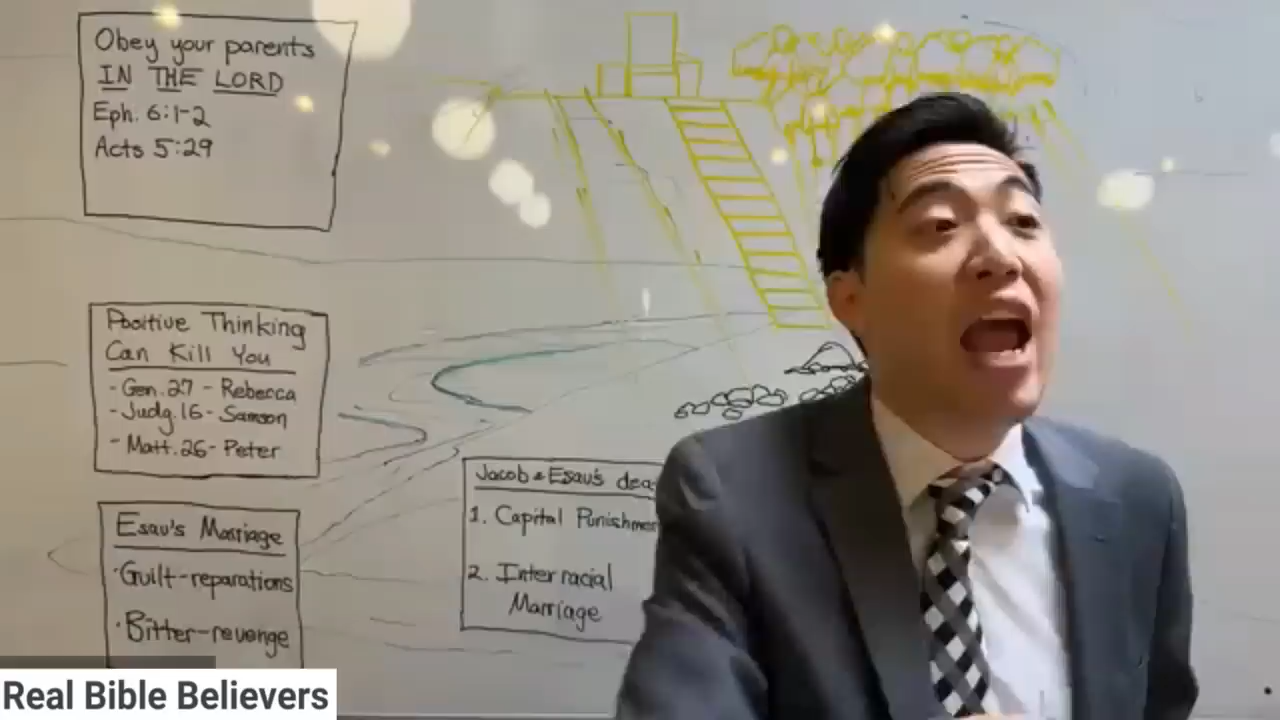 Obey your parents
IN THE LORD
Eph. 6:1-2
Acts 5:29
Positive Thinking
Can Kill You
- Gen. 27 - Rebecca
- Judg. 16 - Samson
- Matt. 26 - Peter
Esau's Marriage
· Guilt-reparations
· Bitter-revenge
Jacob & Esau's
1. Capital
2. Interracial
Marriage
Real Bible Believers